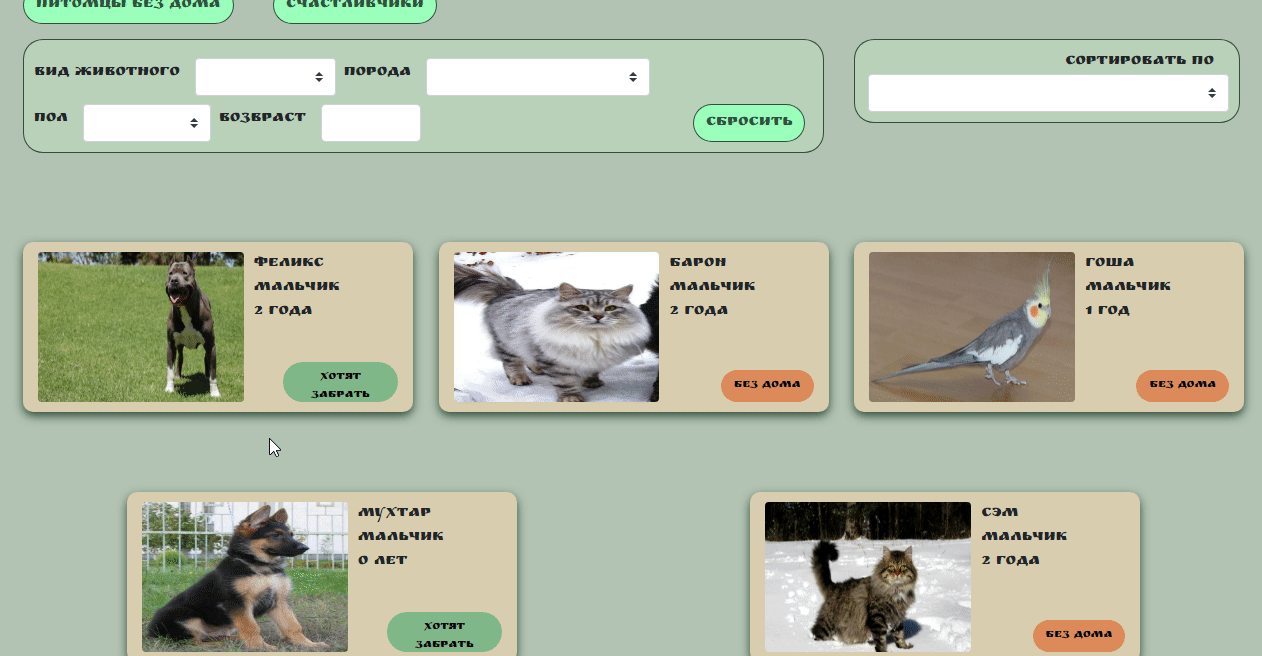 ПИТОМЦЫ БЕЗ ДОМА
СЧАСТЛИВЧИКИ
ВИД ЖИВОТНОГО
ПОРОДА
ПОЛ
ВОЗВРАСТ
СБРОСИТЬ
СОРТИРОВАТЬ ПО
ФЕЛИКС
МАЛЬЧИК
2 ГОДА
ХОТЯТ
ЗАБРАТЬ
БАРОН
МАЛЬЧИК
2 ГОДА
БЕЗ ДОМА
ГОША
МАЛЬЧИК
1 ГОД
БЕЗ ДОМА
МУХТАР
МАЛЬЧИК
0 ЛЕТ
ХОТЯТ
ЗАБРАТЬ
СЭМ
МАЛЬЧИК
2 ГОДА
БЕЗ ДОМА